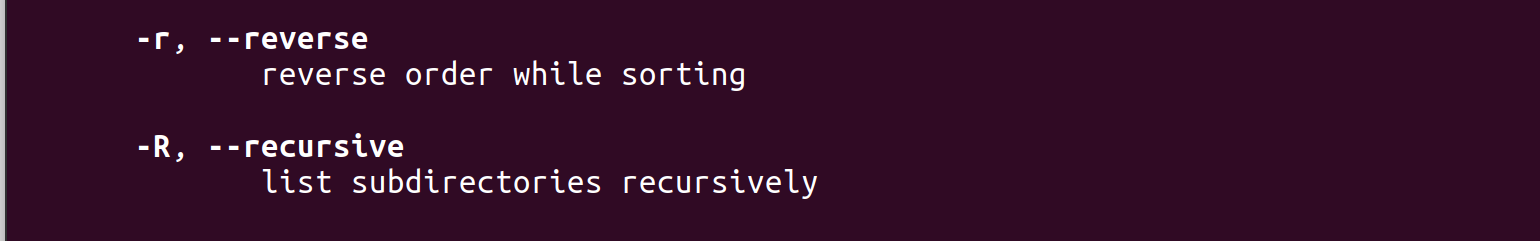 -r, --reverse
reverse order while sorting
-R, --recursive
list subdirectories recursively